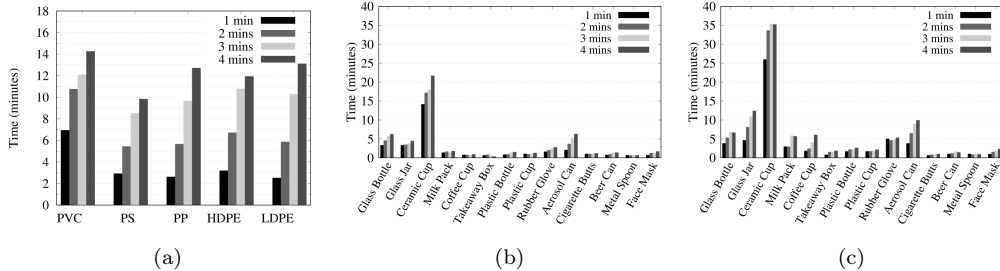 18
16
14
12
10
8
6
4
2
0
Time (minutes)
1 min
2 mins
3 mins
4 mins
PVC PS PP HDPE LDPE
(a)
40
35
30
25
20
15
10
5
0
Time (minutes)
1 min
2 mins
3 mins
4 mins
Glass Bottle
Glass Jar
Ceramic Cup
Milk Pack
Coffee Cup
Takeaway Box
Plastic Bottle
Plastic Cup
Rubber Glove
Aerosol Can
Cigarette Butts
Beer Can
Metal Spoon
Face Mask
(b)
40
35
30
25
20
15
10
5
0
Time (minutes)
1 min
2 mins
3 mins
4 mins
Glass Bottle
Glass Jar
Ceramic Cup
Milk Pack
Coffee Cup
Takeaway Box
Plastic Bottle
Plastic Cup
Rubber Glove
Aerosol Can
Cigarette Butts
Beer Can
Metal Spoon
Face Mask
(c)